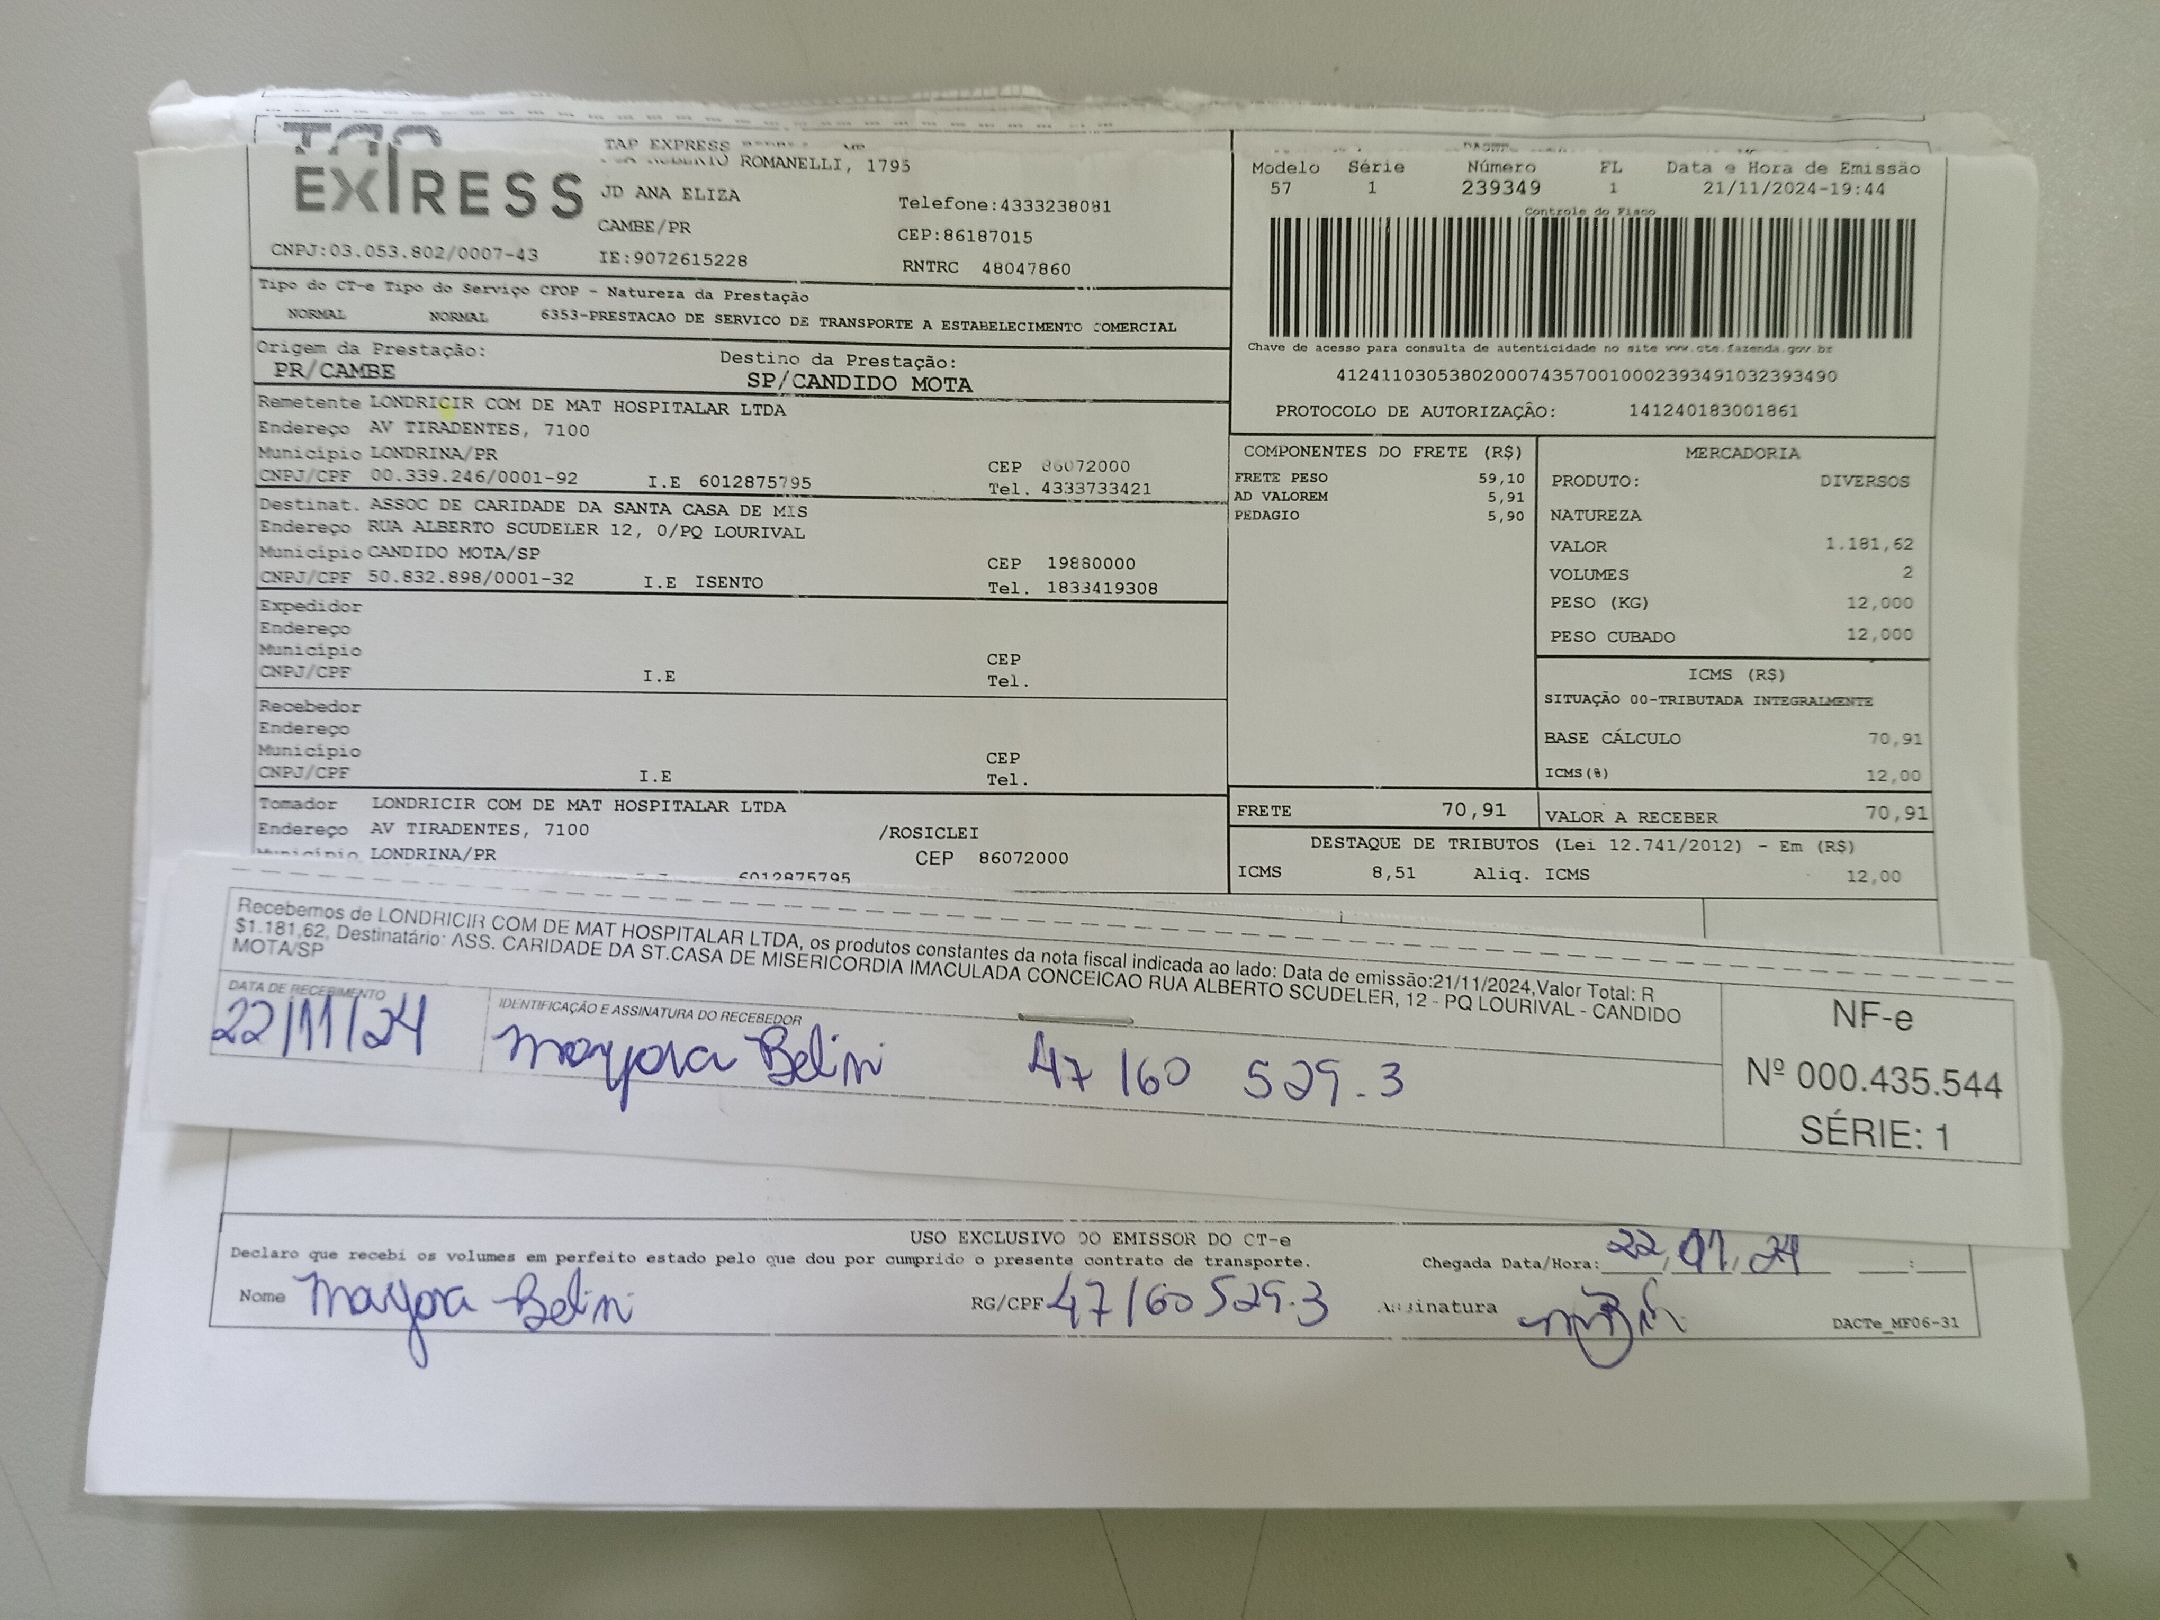 TAP
EXPRESS
TAP EXPRESS
ROBERTO ROMANELLI, 1795
JD ANA ELIZA
Telefone:4333238081
CAMBE/PR
CEP:86187015
CNPJ:03.053.802/0007-43
IE:9072615228
RNTRC 48047860
Tipo do CT-e Tipo do Serviço CFOP - Natureza da Prestação
NORMAL NORMAL 6353-PRESTACAO DE SERVICO DE TRANSPORTE A ESTABELECIMENTO COMERCIAL
Origem da Prestação: Destino da Prestação:
PR/CAMBE SP/CANDIDO MOTA
Remetente LONDRICIR COM DE MAT HOSPITALAR LTDA
Endereço AV TIRADENTES, 7100
Município LONDRINA/PR CEP 86072000
CNPJ/CPF 00.339.246/0001-92 I.E 6012875795 Tel. 4333733421
Destinat. ASSOC DE CARIDADE DA SANTA CASA DE MIS
Endereço RUA ALBERTO SCUDELER 12, 0/PQ LOURIVAL
Município CANDIDO MOTA/SP CEP 19880000
CNPJ/CPF 50.832.898/0001-32 I.E ISENTO Tel. 1833419308
Expedidor
Endereço
Município CEP
CNPJ/CPF I.E Tel.
Recebedor
Endereço
Município CEP
CNPJ/CPF I.E Tel.
Tomador LONDRICIR COM DE MAT HOSPITALAR LTDA
Endereço AV TIRADENTES, 7100 /ROSICLEI
Município LONDRINA/PR CEP 86072000
6012875795
Modelo Série Número FL Data e Hora de Emissão
57 1 239349 1 21/11/2024-19:44
Controle do Fisco
Chave de acesso para consulta de autenticidade no site www.cte.fazenda.gov.br
41241103053802000743570010002393491032393490
PROTOCOLO DE AUTORIZAÇÃO: 141240183001861
COMPONENTES DO FRETE (R$)
FRETE PESO 59,10
AD VALOREM 5,91
PEDAGIO 5,90
MERCADORIA
PRODUTO: DIVERSOS
NATUREZA
VALOR 1.181,62
VOLUMES 2
PESO (KG) 12,000
PESO CUBADO 12,000
ICMS (R$)
SITUAÇÃO 00-TRIBUTADA INTEGRALMENTE
BASE CÁLCULO 70,91
ICMS(%) 12,00
FRETE 70,91 VALOR A RECEBER 70,91
DESTAQUE DE TRIBUTOS (Lei 12.741/2012) - Em (R$)
ICMS 8,51 Aliq. ICMS 12,00
Recebemos de LONDRICIR COM DE MAT HOSPITALAR LTDA, os produtos constantes da nota fiscal indicada ao lado: Data de emissão:21/11/2024,Valor Total: R
$1.181,62, Destinatário: ASS. CARIDADE DA ST.CASA DE MISERICORDIA IMACULADA CONCEICAO RUA ALBERTO SCUDELER, 12 - PQ LOURIVAL - CANDIDO
MOTA/SP
DATA DE RECEBIMENTO
22/11/24
IDENTIFICAÇÃO E ASSINATURA DO RECEBEDOR
Mayora Belini 47 160 529.3
NF-e
Nº 000.435.544
SÉRIE: 1
USO EXCLUSIVO DO EMISSOR DO CT-e
Declaro que recebi os volumes em perfeito estado pelo que dou por cumprido o presente contrato de transporte.
Chegada Data/Hora: 22, 11, 24 :
Nome Mayora Belini RG/CPF 47160529.3 Assinatura
DACTe_MF06-31